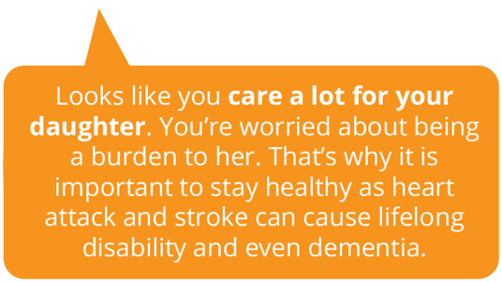 Looks like you care a lot for your
daughter. You’re worried about being
a burden to her. That’s why it is
important to stay healthy as heart
attack and stroke can cause lifelong
disability and even dementia.